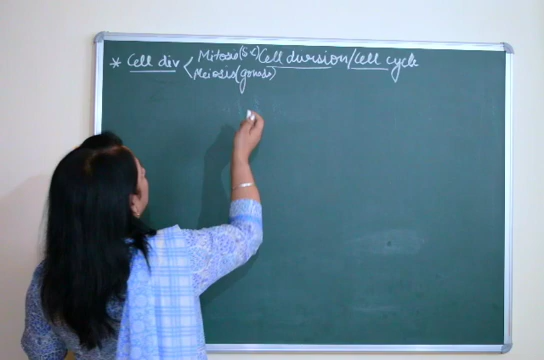 * Cell div < Mitosis (S.C) Cell division/Cell cycle
Meiosis (gonads)